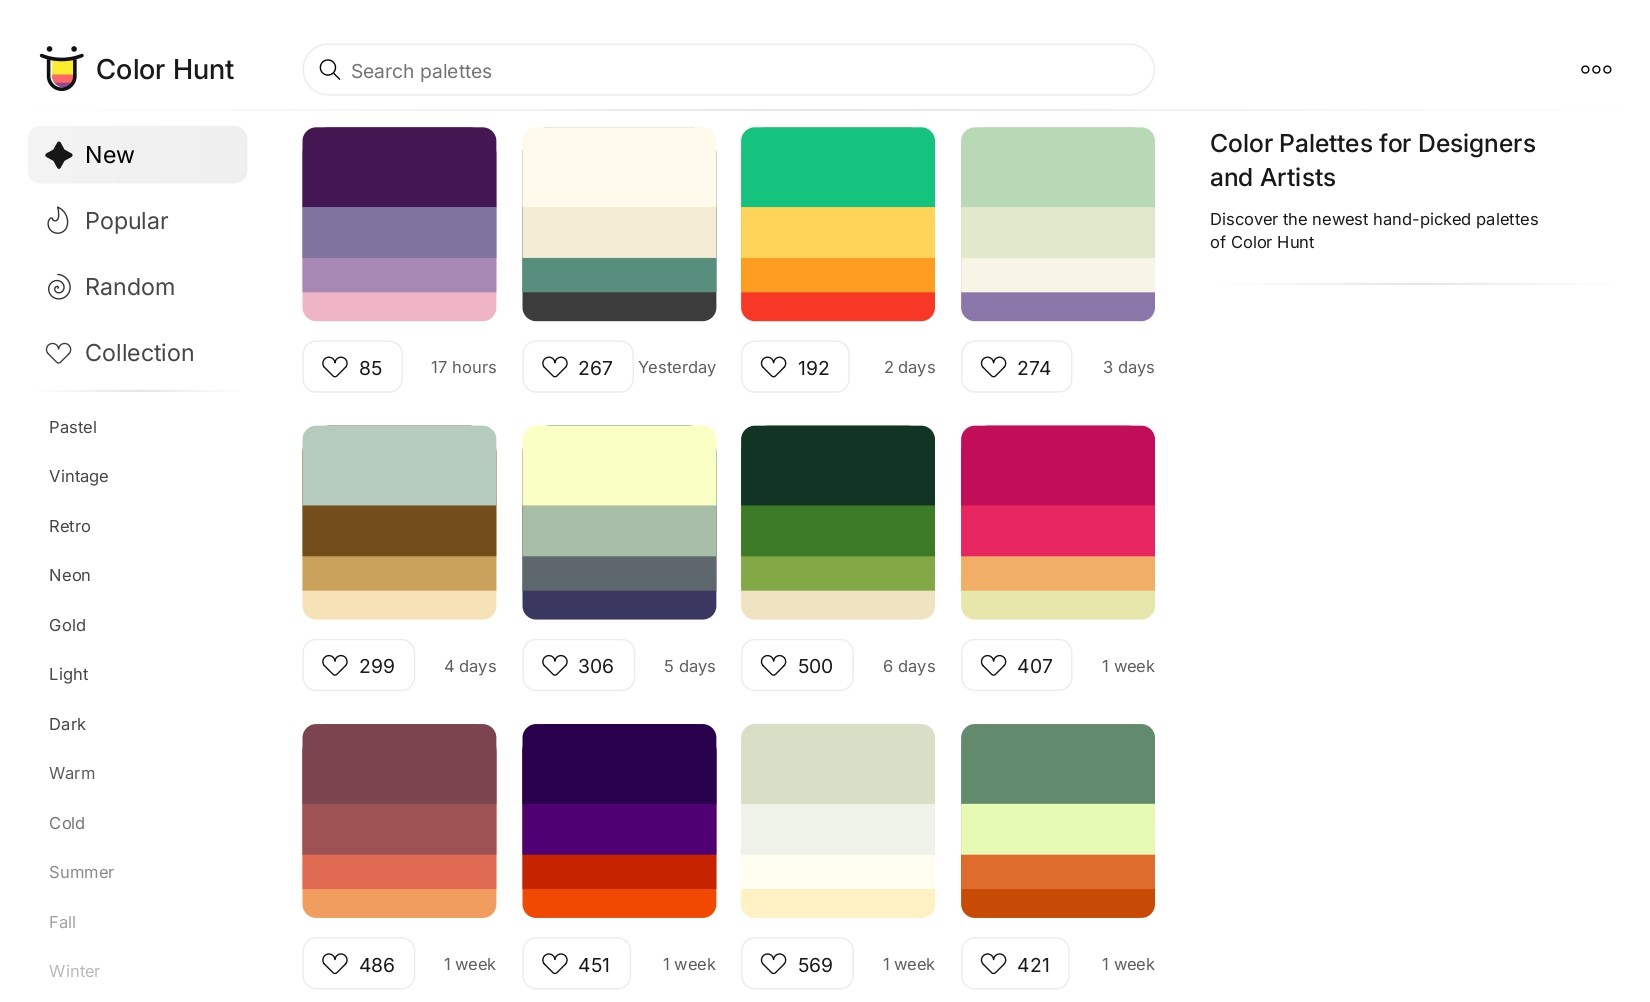 Color Hunt
Search palettes
New
Popular
Random
Collection
Pastel
Vintage
Retro
Neon
Gold
Light
Dark
Warm
Cold
Summer
Fall
Winter
85 17 hours
267 Yesterday
192 2 days
274 3 days
299 4 days
306 5 days
500 6 days
407 1 week
486 1 week
451 1 week
569 1 week
421 1 week
Color Palettes for Designers
and Artists
Discover the newest hand-picked palettes
of Color Hunt